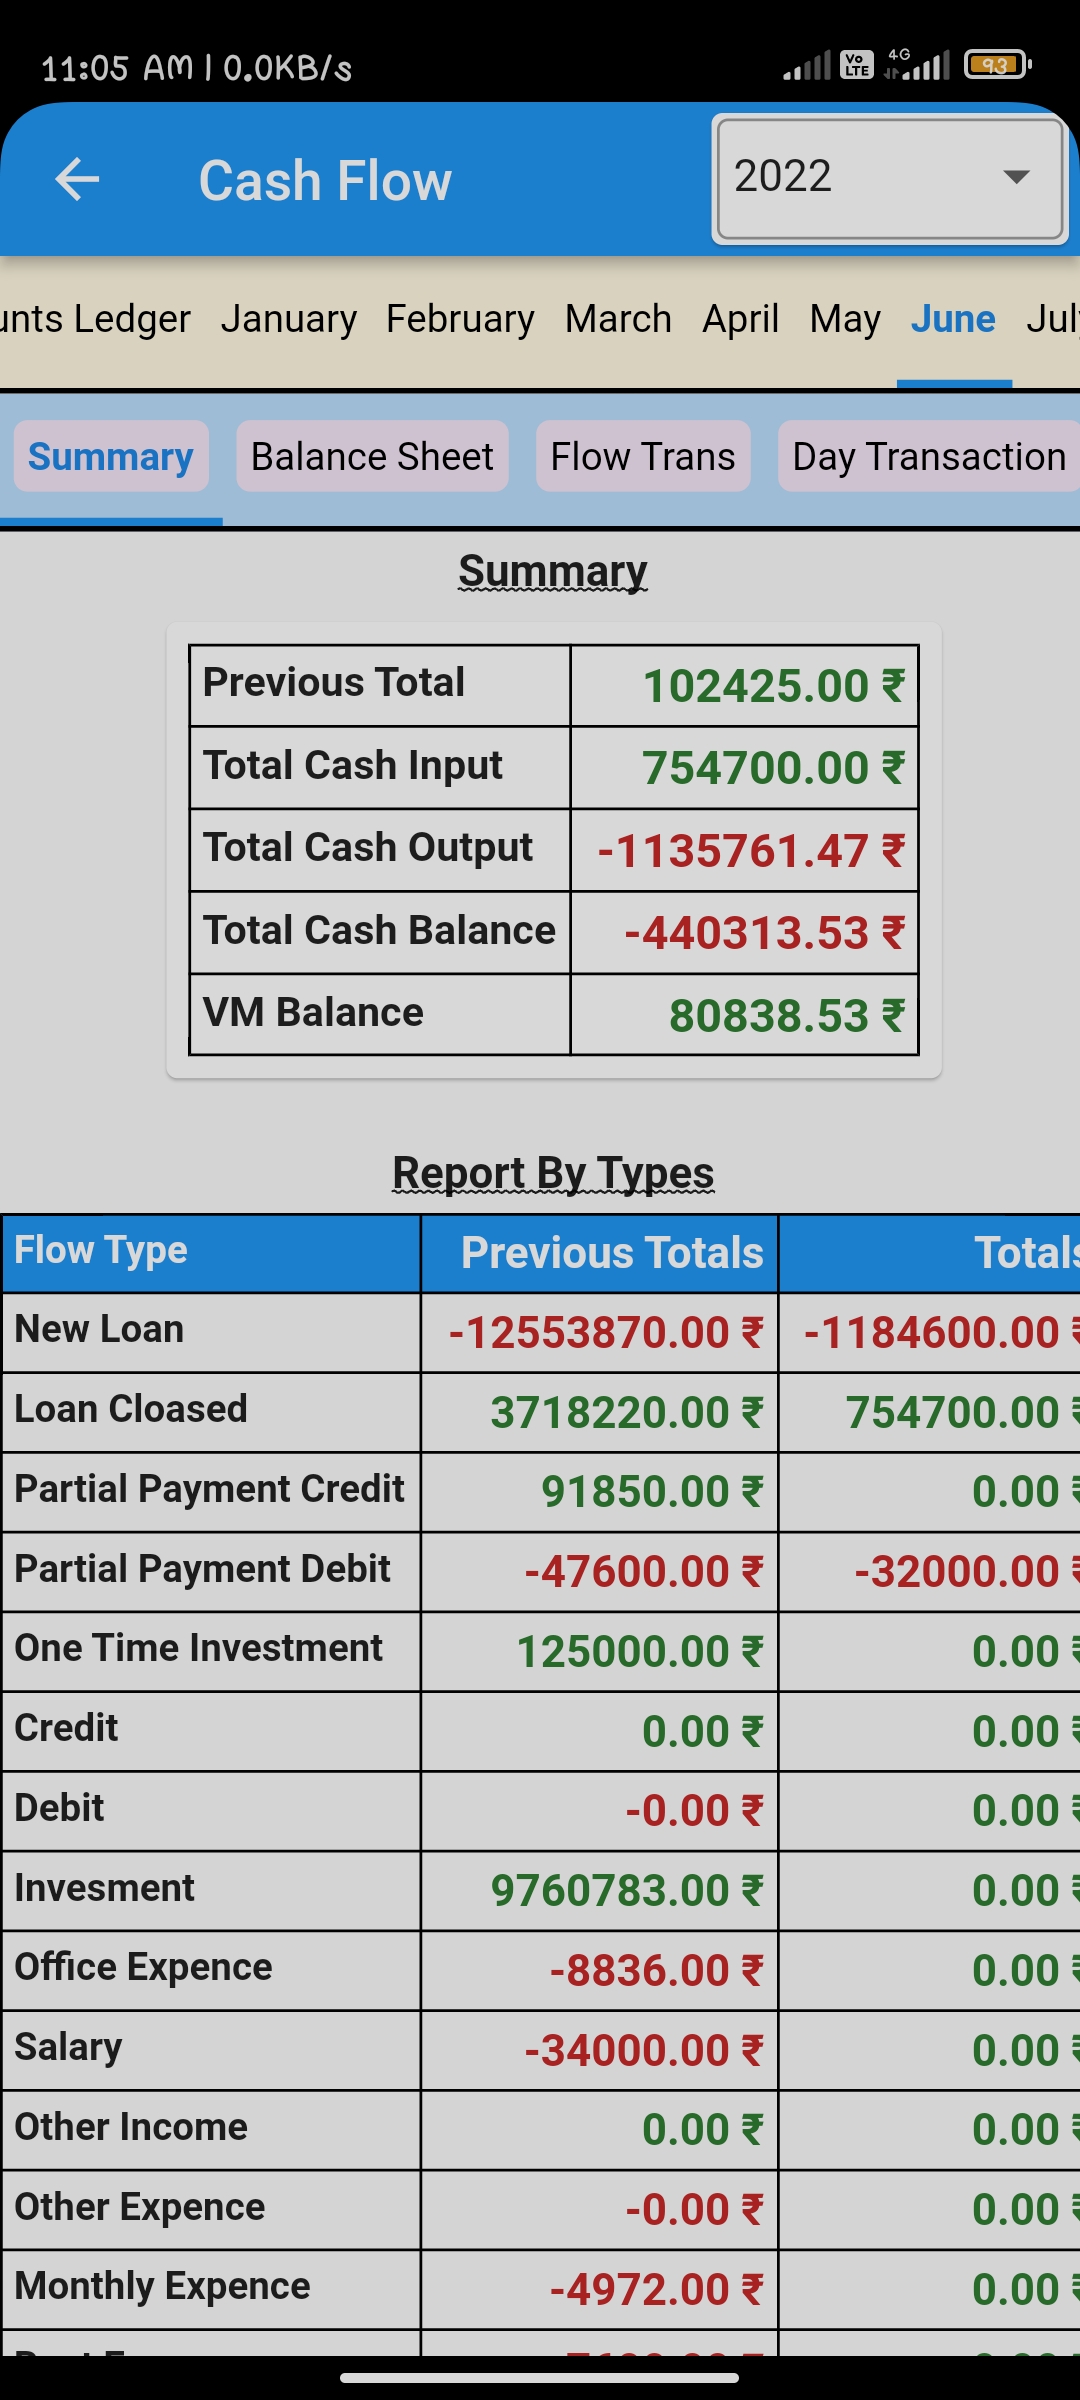 11:05 AM | 0.0KB/s Vo LTE 4G 93
Cash Flow 2022
unts Ledger January February March April May June July
Summary Balance Sheet Flow Trans Day Transaction
Summary
Previous Total 102425.00 ₹
Total Cash Input 754700.00 ₹
Total Cash Output -1135761.47 ₹
Total Cash Balance -440313.53 ₹
VM Balance 80838.53 ₹
Report By Types
Flow Type Previous Totals Totals
New Loan -12553870.00 ₹ -1184600.00 ₹
Loan Cloased 3718220.00 ₹ 754700.00 ₹
Partial Payment Credit 91850.00 ₹ 0.00 ₹
Partial Payment Debit -47600.00 ₹ -32000.00 ₹
One Time Investment 125000.00 ₹ 0.00 ₹
Credit 0.00 ₹ 0.00 ₹
Debit -0.00 ₹ 0.00 ₹
Invesment 9760783.00 ₹ 0.00 ₹
Office Expence -8836.00 ₹ 0.00 ₹
Salary -34000.00 ₹ 0.00 ₹
Other Income 0.00 ₹ 0.00 ₹
Other Expence -0.00 ₹ 0.00 ₹
Monthly Expence -4972.00 ₹ 0.00 ₹